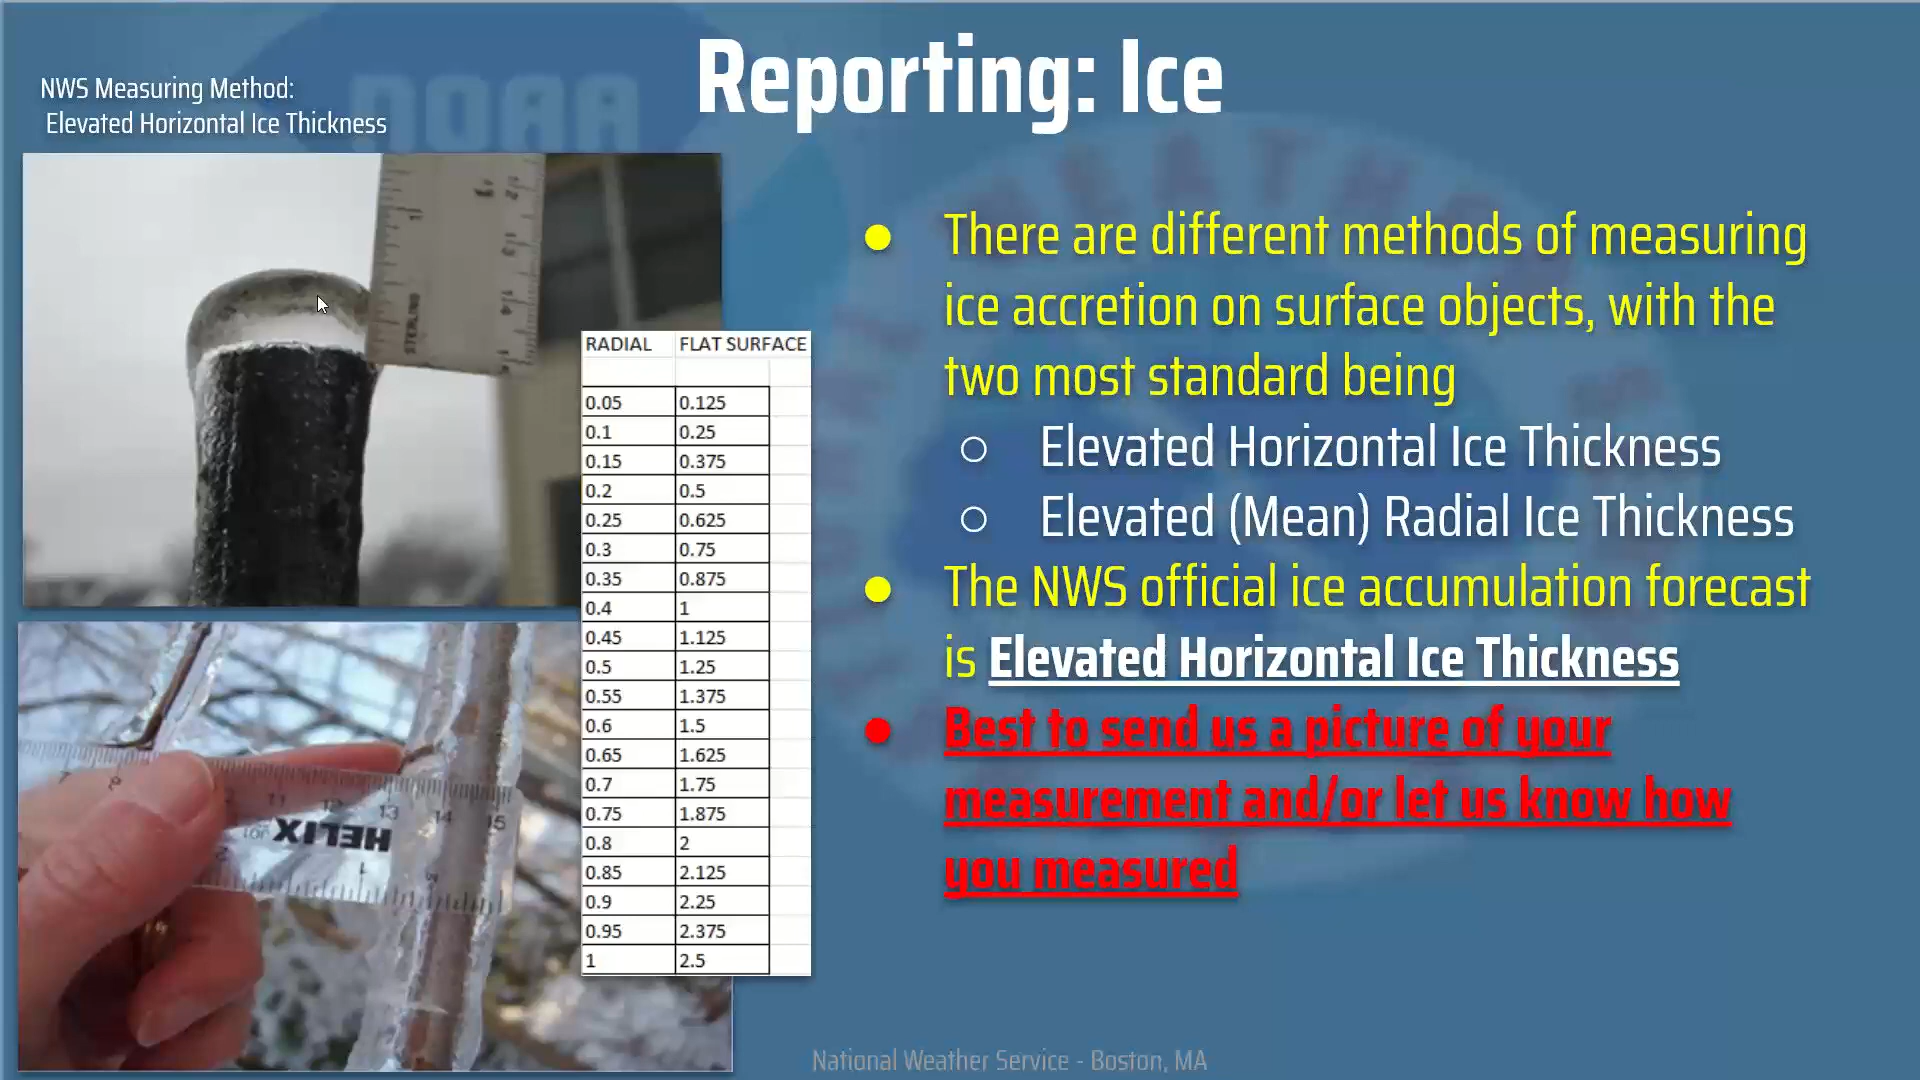 Reporting: Ice
NWS Measuring Method:
Elevated Horizontal Ice Thickness
NOAA
STERLING
RADIAL FLAT SURFACE
0.05 0.125
0.1 0.25
0.15 0.375
0.2 0.5
0.25 0.625
0.3 0.75
0.35 0.875
0.4 1
0.45 1.125
0.5 1.25
0.55 1.375
0.6 1.5
0.65 1.625
0.7 1.75
0.75 1.875
0.8 2
0.85 2.125
0.9 2.25
0.95 2.375
1 2.5
11 12 13 14 15
HELIX
● There are different methods of measuring
ice accretion on surface objects, with the
two most standard being
○ Elevated Horizontal Ice Thickness
○ Elevated (Mean) Radial Ice Thickness
● The NWS official ice accumulation forecast
is Elevated Horizontal Ice Thickness
● Best to send us a picture of your
measurement and/or let us know how
you measured
National Weather Service - Boston, MA